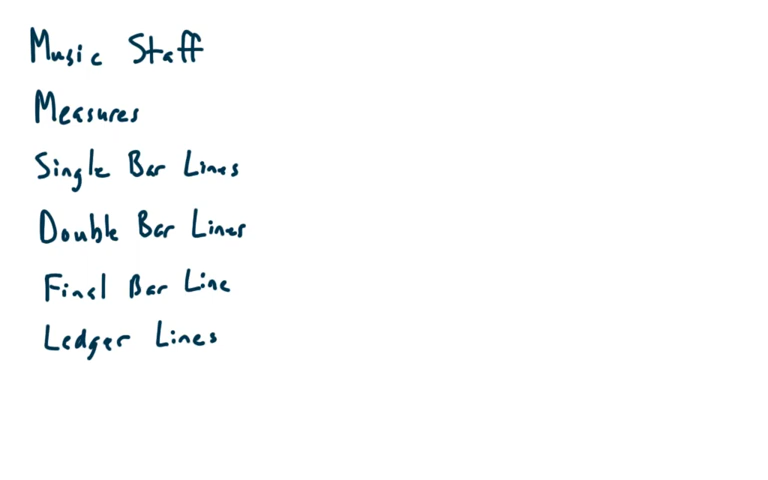 Music Staff
Measures
Single Bar Lines
Double Bar Lines
Final Bar Line
Ledger Lines